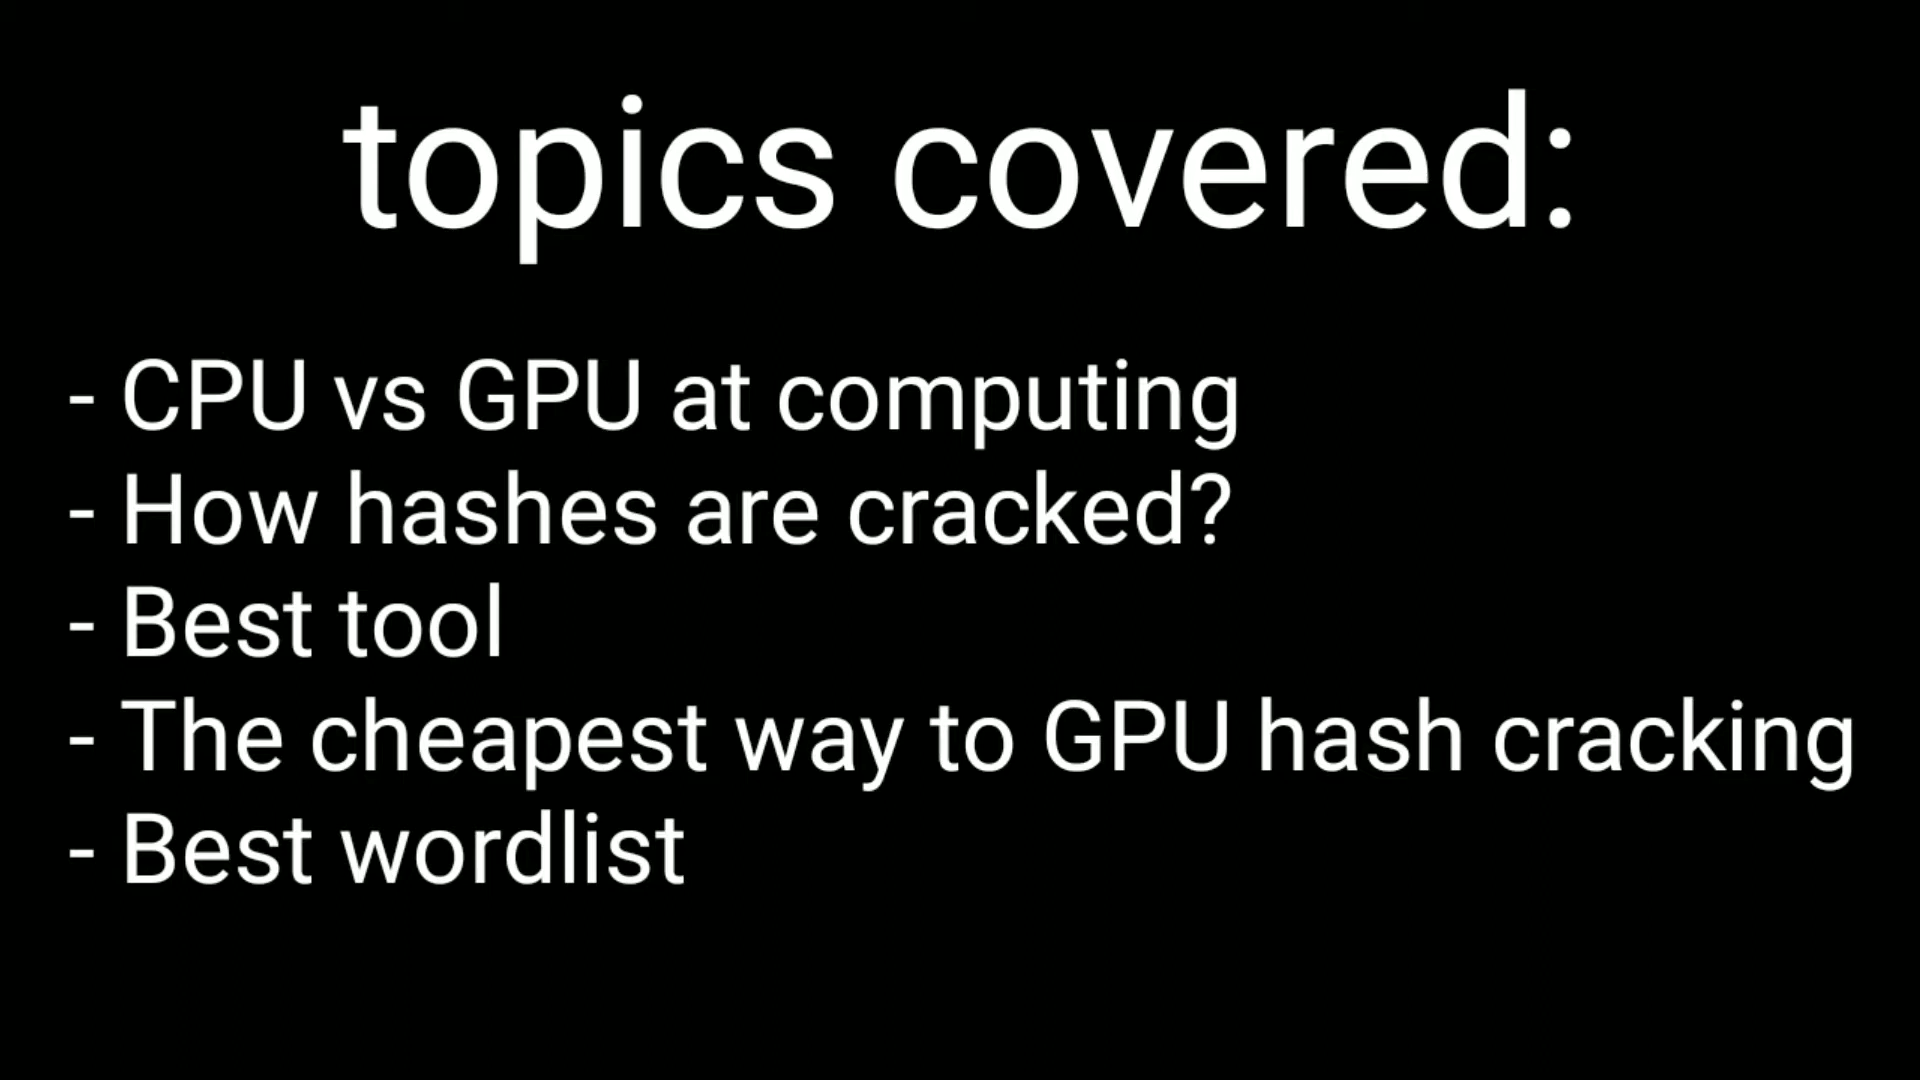 topics covered:
- CPU vs GPU at computing
- How hashes are cracked?
- Best tool
- The cheapest way to GPU hash cracking
- Best wordlist